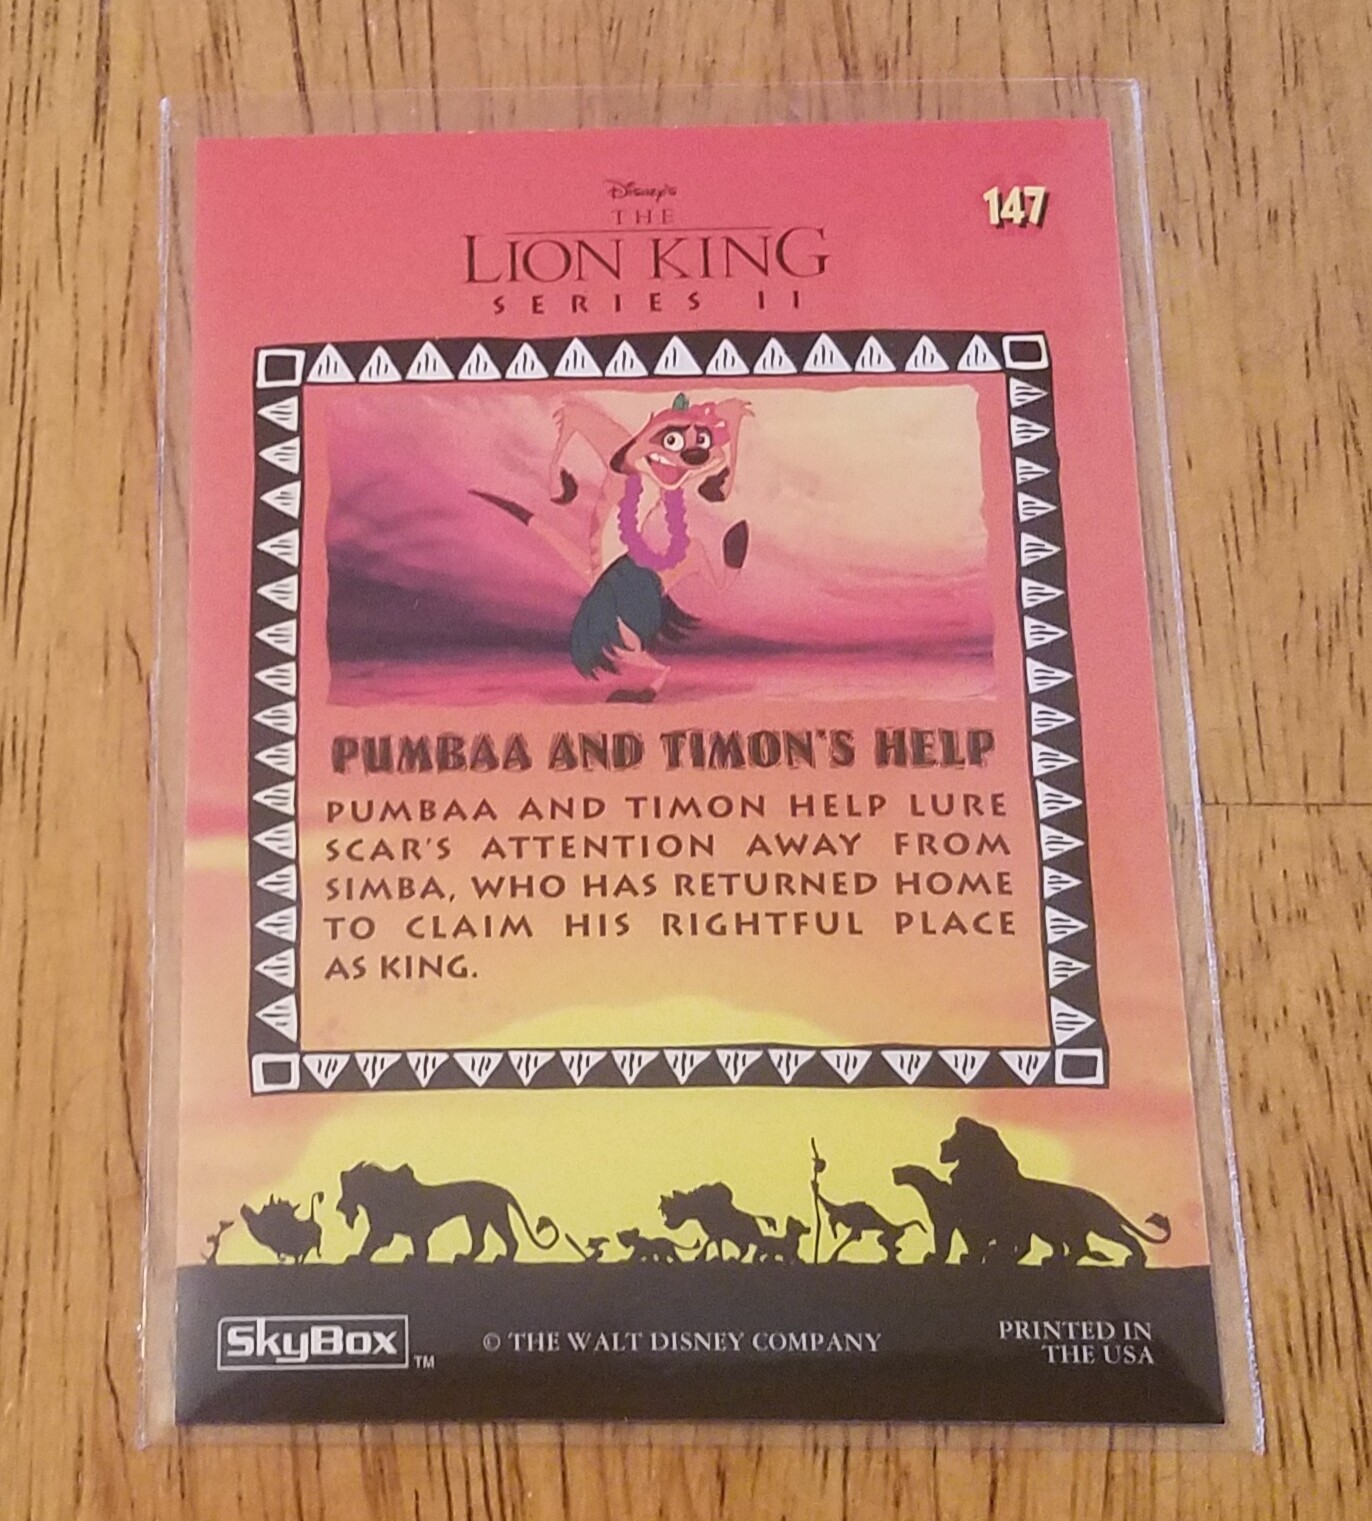 Disney's
THE
LION KING
SERIES II
147
PUMBAA AND TIMON'S HELP
PUMBAA AND TIMON HELP LURE
SCAR'S ATTENTION AWAY FROM
SIMBA, WHO HAS RETURNED HOME
TO CLAIM HIS RIGHTFUL PLACE
AS KING.
SkyBox TM
© THE WALT DISNEY COMPANY
PRINTED IN
THE USA